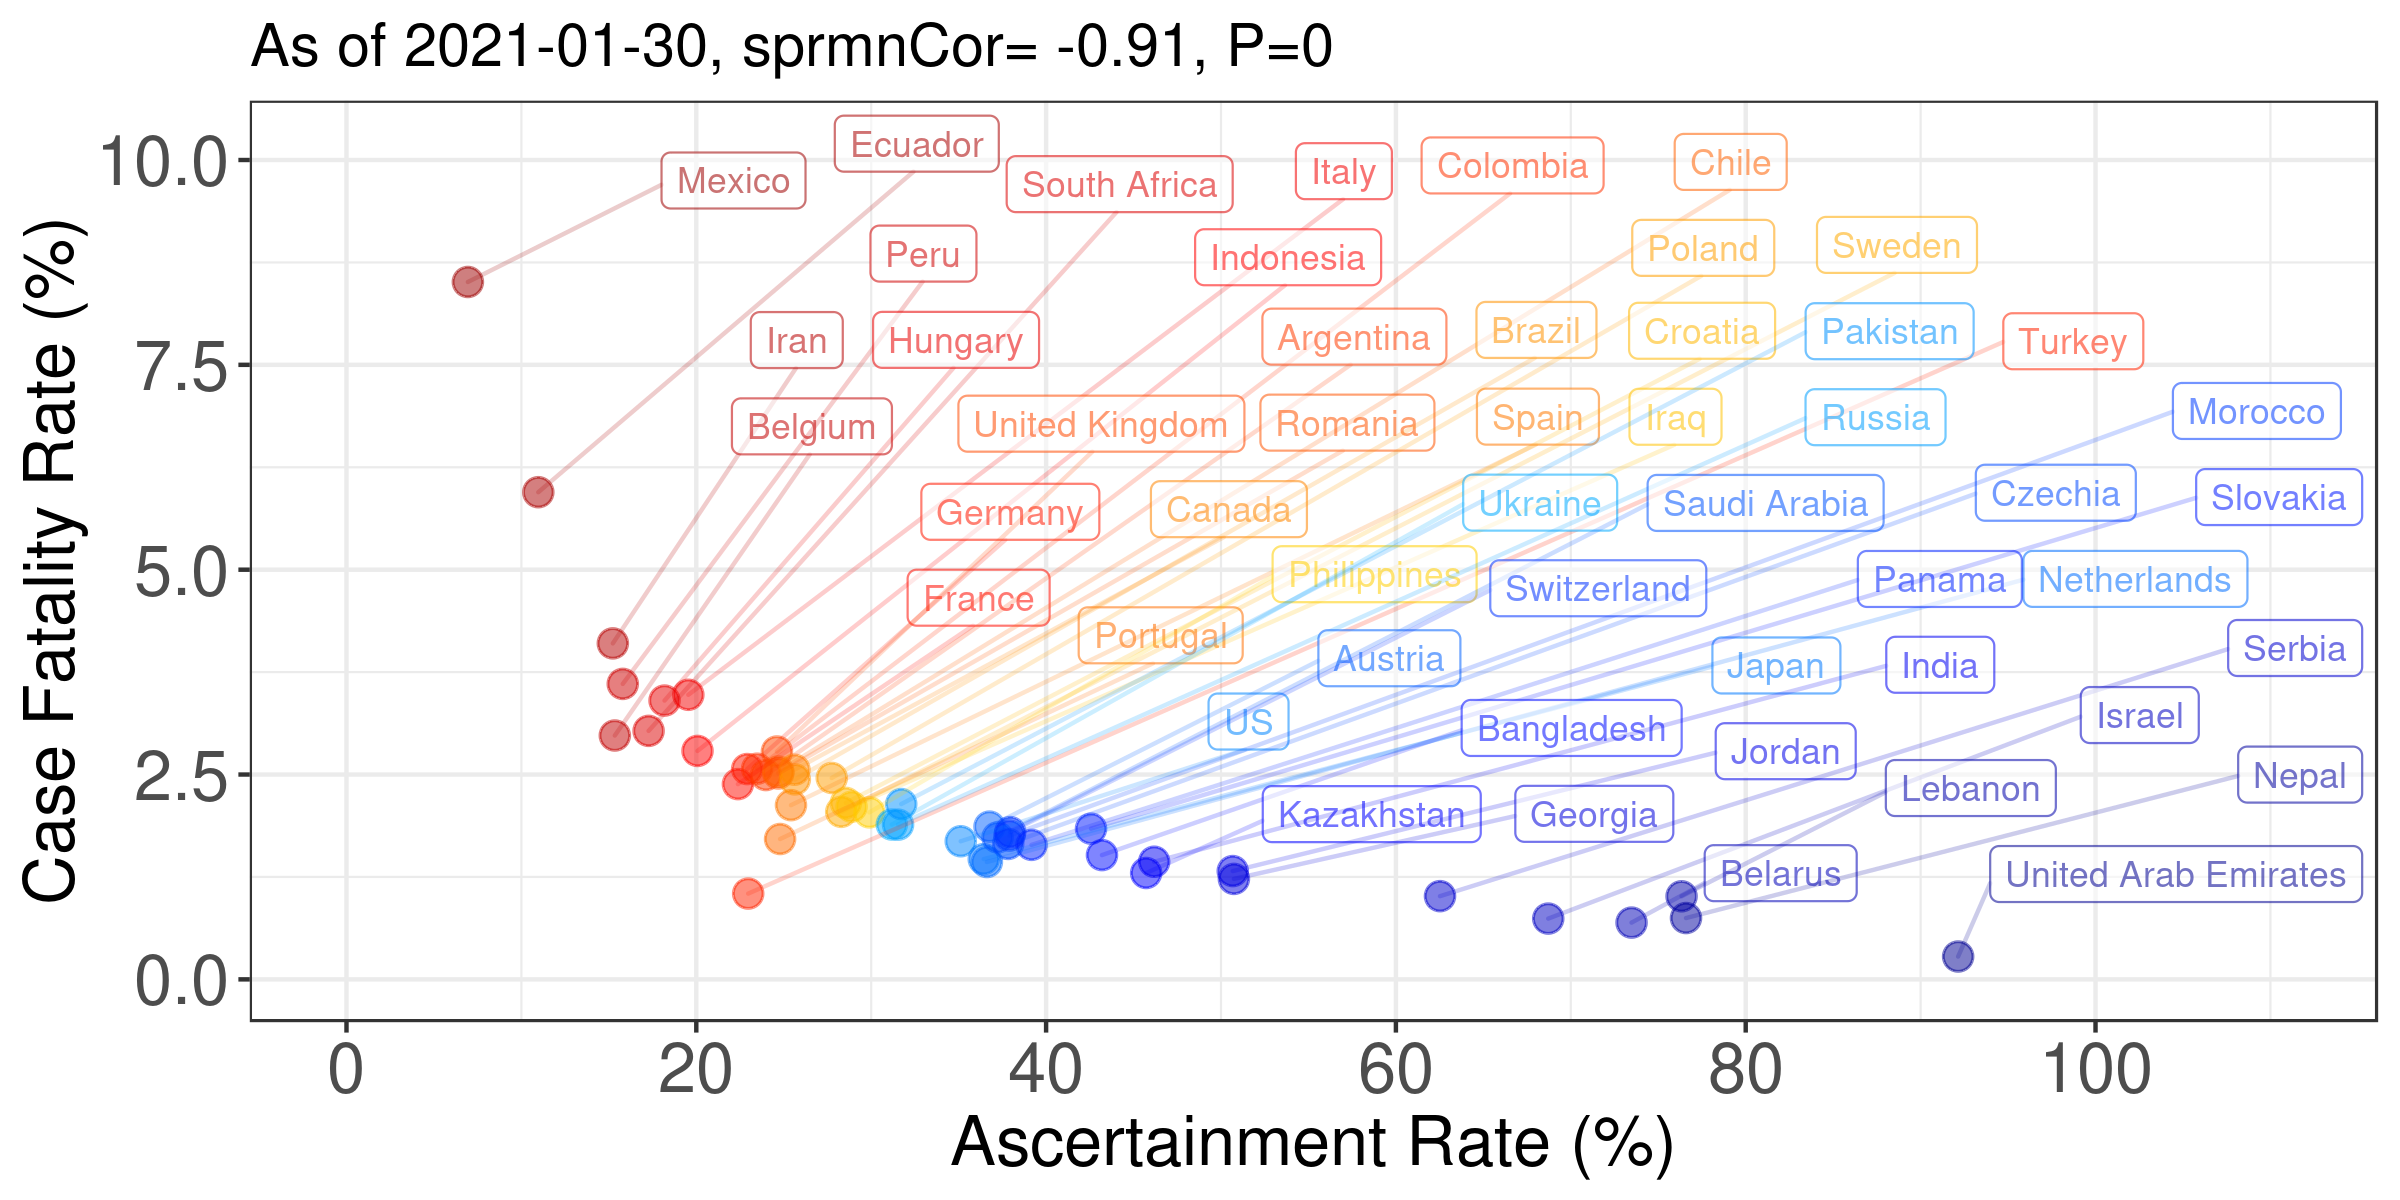 As of 2021-01-30, sprmnCor= -0.91, P=0
Case Fatality Rate (%)
10.0
7.5
5.0
2.5
0.0
Ecuador
Mexico
South Africa
Italy
Colombia
Chile
Peru
Indonesia
Poland
Sweden
Iran
Hungary
Argentina
Brazil
Croatia
Pakistan
Turkey
Belgium
United Kingdom
Romania
Spain
Iraq
Russia
Morocco
Germany
Canada
Ukraine
Saudi Arabia
Czechia
Slovakia
France
Philippines
Switzerland
Panama
Netherlands
Portugal
Austria
Japan
India
Serbia
US
Bangladesh
Jordan
Israel
Kazakhstan
Georgia
Lebanon
Nepal
Belarus
United Arab Emirates
0
20
40
60
80
100
Ascertainment Rate (%)